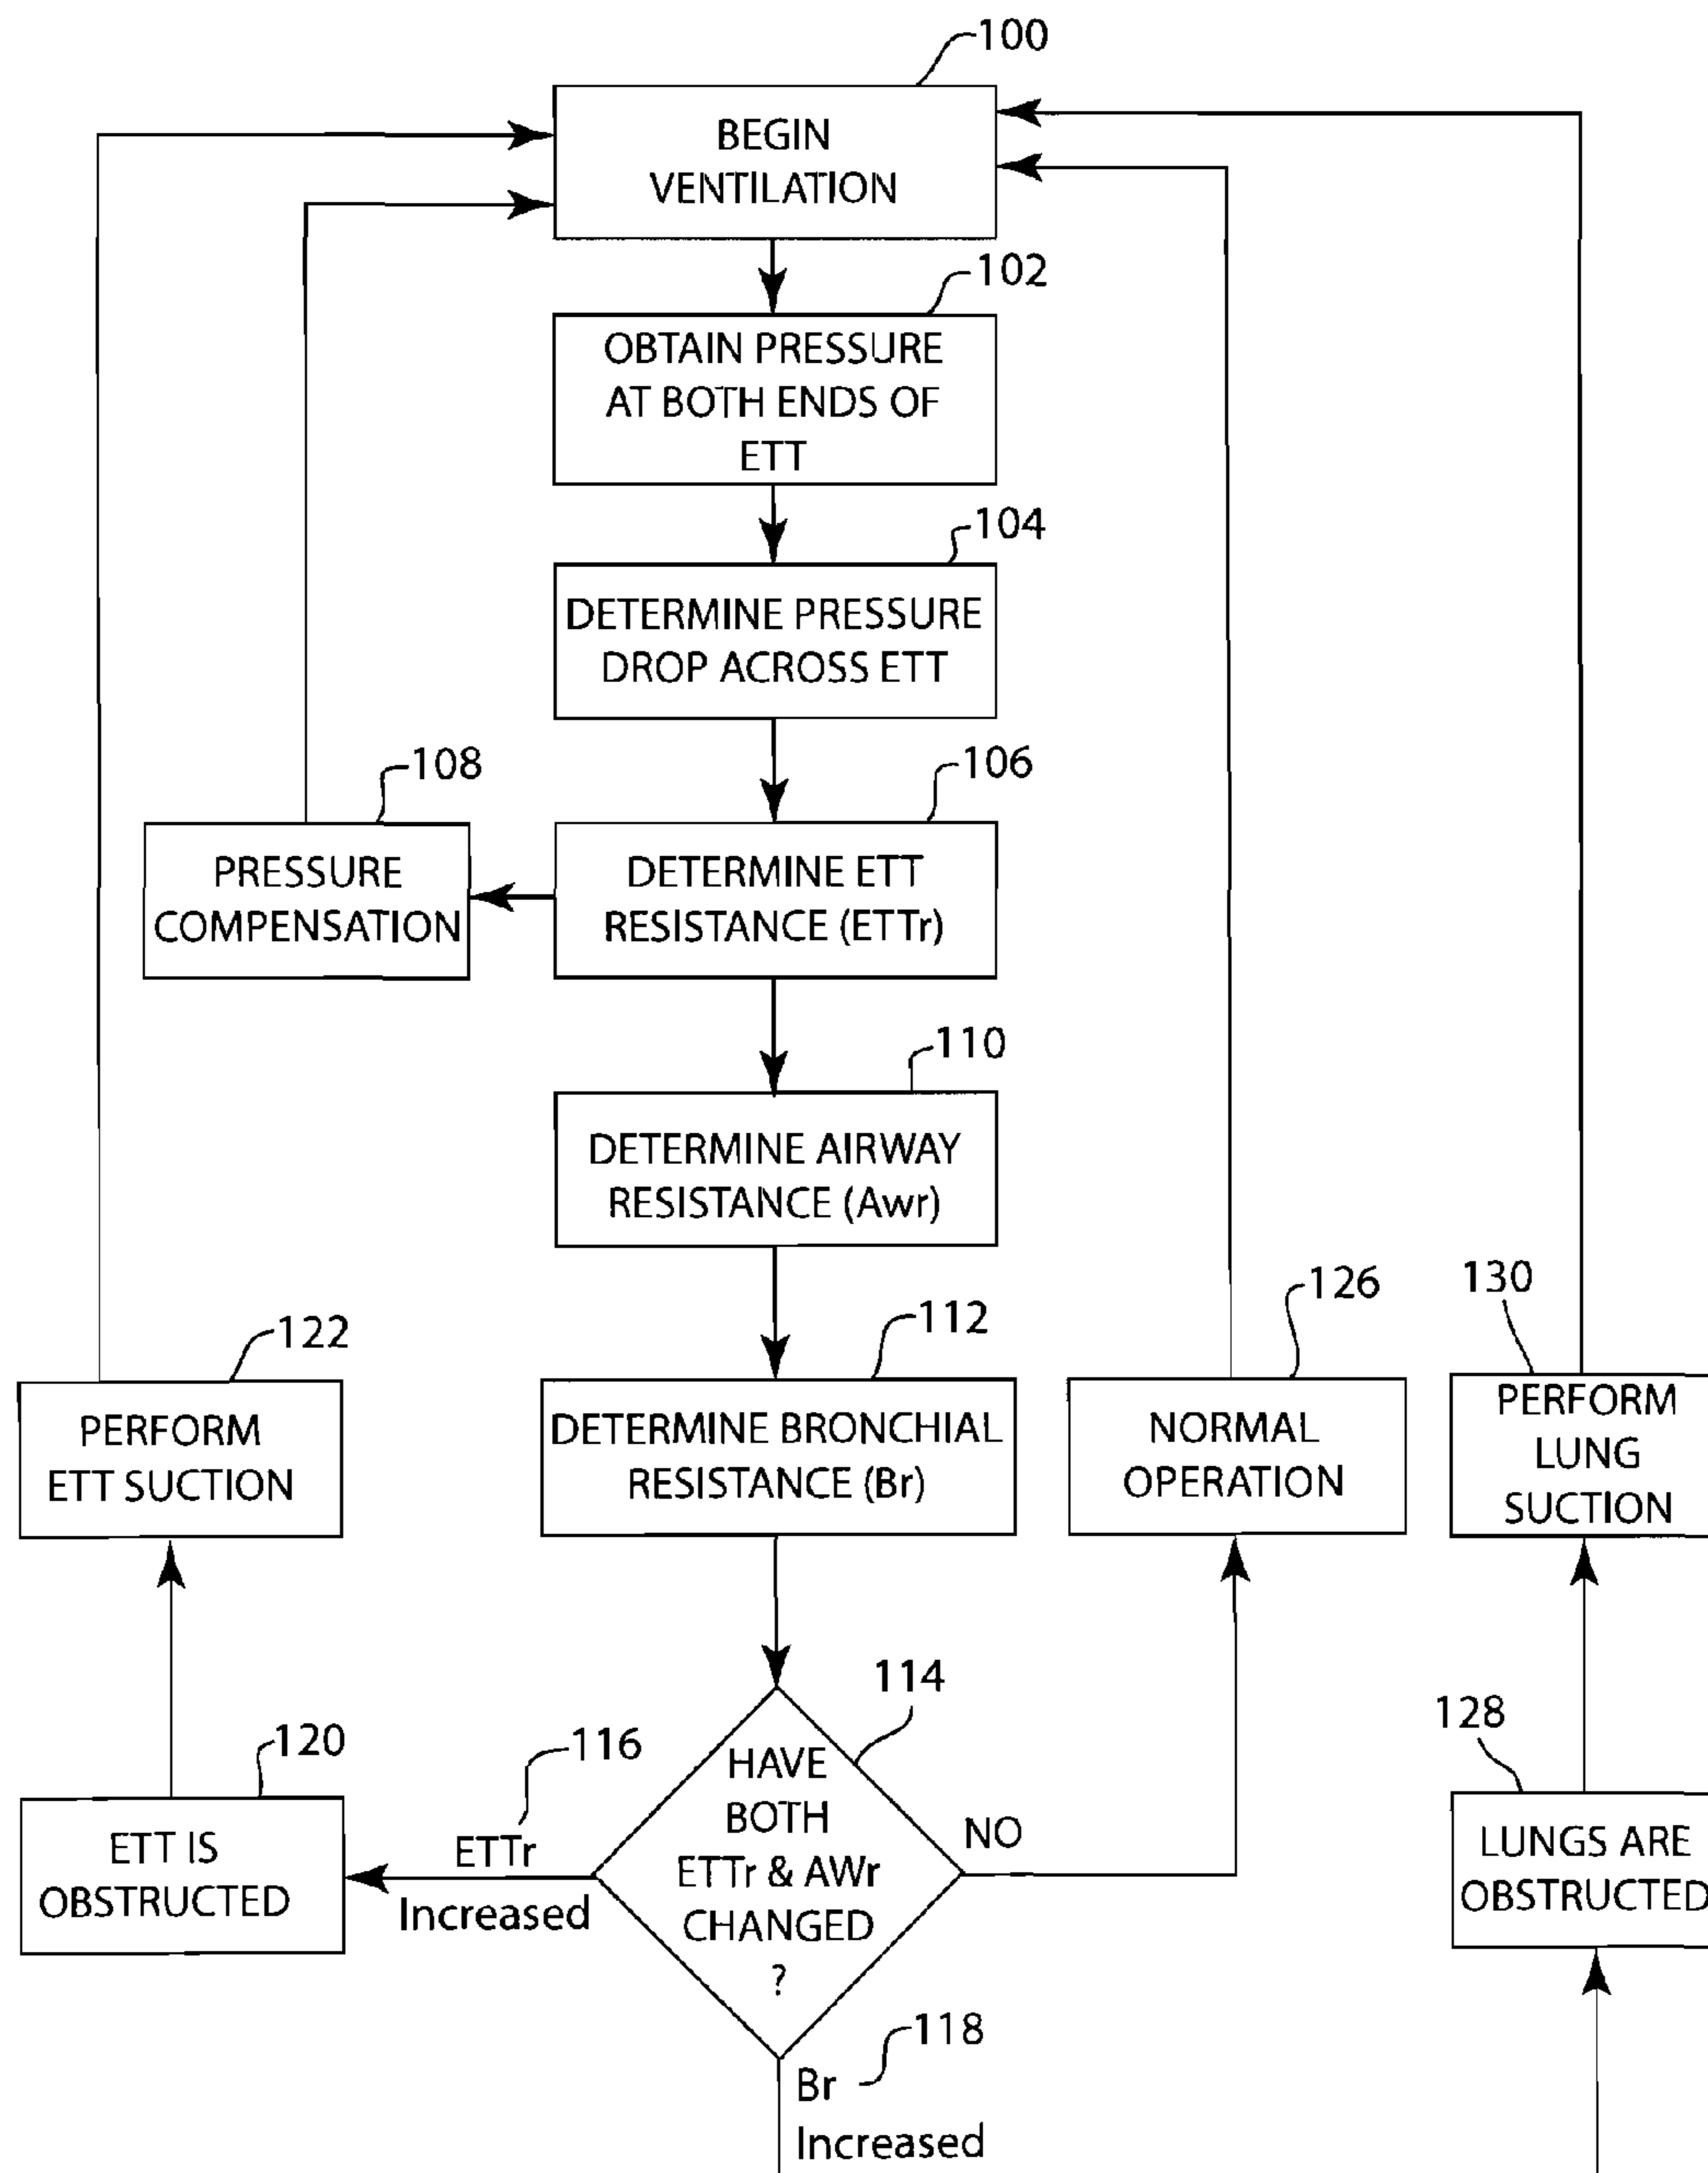 100
BEGIN
VENTILATION
102
OBTAIN PRESSURE
AT BOTH ENDS OF
ETT
104
DETERMINE PRESSURE
DROP ACROSS ETT
108
PRESSURE
COMPENSATION
106
DETERMINE ETT
RESISTANCE (ETTr)
110
DETERMINE AIRWAY
RESISTANCE (Awr)
122
PERFORM
ETT SUCTION
112
DETERMINE BRONCHIAL
RESISTANCE (Br)
126
NORMAL
OPERATION
130
PERFORM
LUNG
SUCTION
120
ETT IS
OBSTRUCTED
116
ETTr
Increased
114
HAVE
BOTH
ETTr & AWr
CHANGED
?
NO
128
LUNGS ARE
OBSTRUCTED
118
Br
Increased